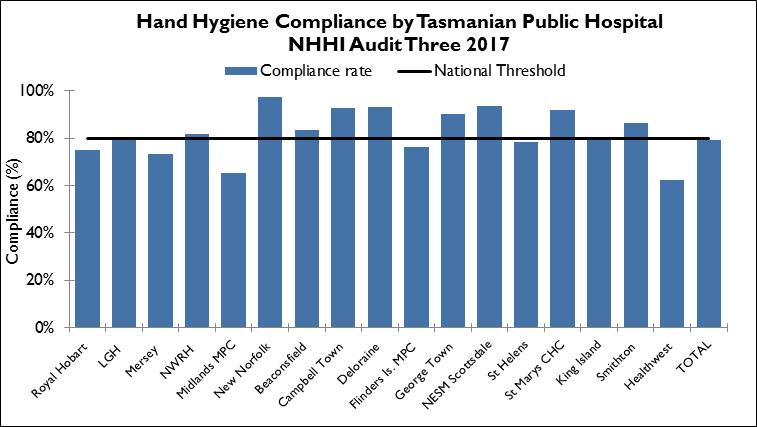 Hand Hygiene Compliance by Tasmanian Public Hospital
NHHI Audit Three 2017
Compliance rate
National Threshold
Compliance (%)
100%
80%
60%
40%
20%
0%
Royal Hobart
LGH
Mersey
NWRH
Midlands MPC
New Norfolk
Beaconsfield
Campbell Town
Deloraine
Flinders Is. MPC
George Town
NESM Scottsdale
St Helens
St Marys CHC
King Island
Smithton
Healthwest
TOTAL